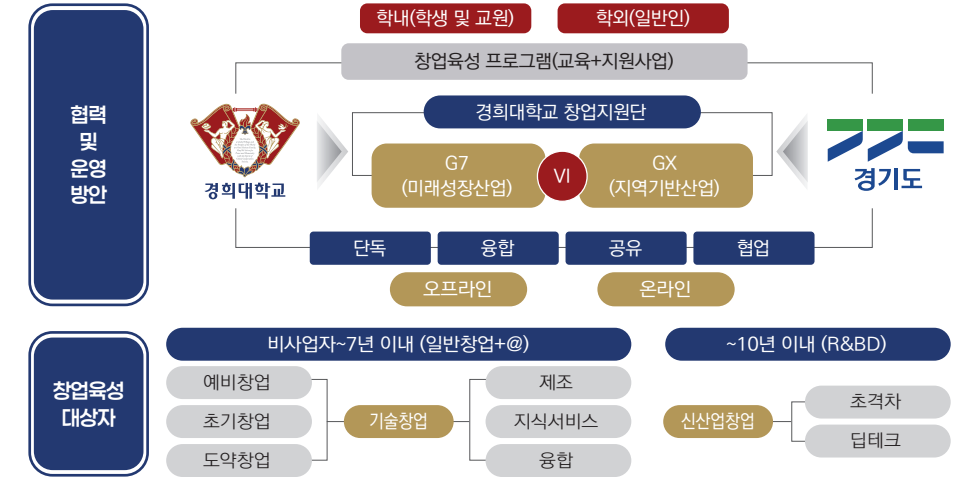 협력
및
운영
방안
학내(학생 및 교원)
학외(일반인)
창업육성 프로그램(교육+지원사업)
경희대학교 창업지원단
G7
(미래성장산업)
VI
GX
(지역기반산업)
경희대학교
경기도
단독
융합
공유
협업
오프라인
온라인
창업육성
대상자
비사업자~7년 이내 (일반창업+@)
예비창업
초기창업
도약창업
기술창업
제조
지식서비스
융합
~10년 이내 (R&BD)
신산업창업
초격차
딥테크